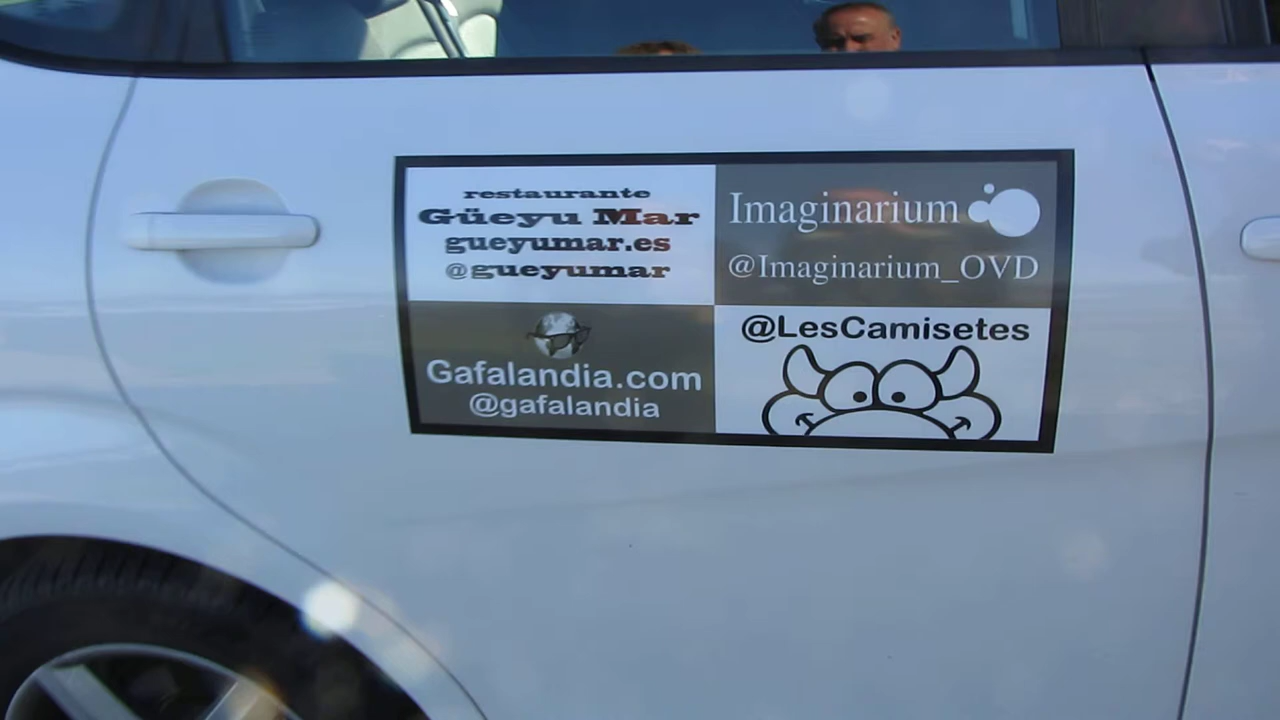 restaurante
Güeyu Mar
gueyumar.es
@gueyumar
Imaginarium
@Imaginarium_OVD
Gafalandia.com
@gafalandia
@LesCamisetes